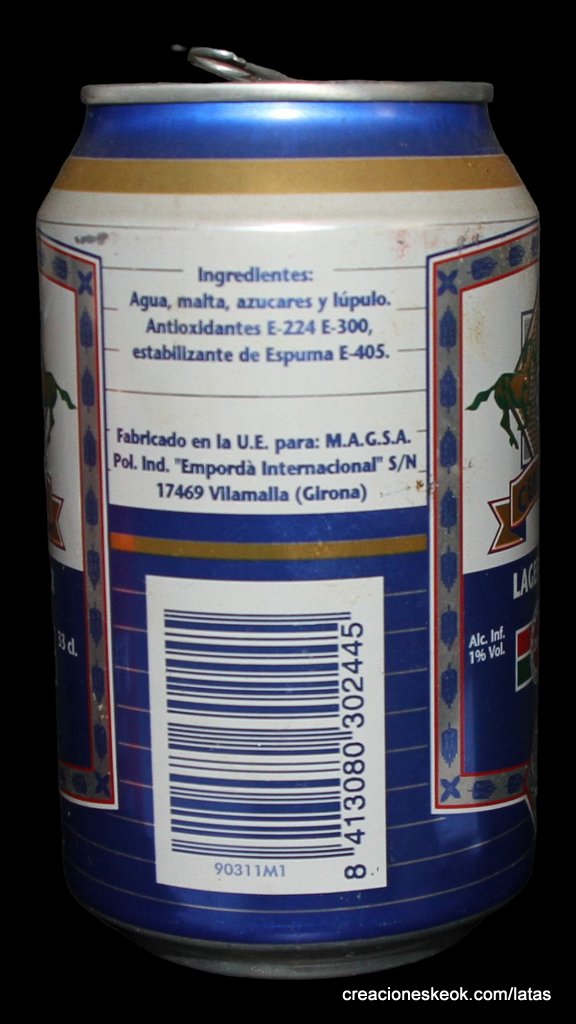 Ingredientes:
Agua, malta, azucares y lúpulo.
Antioxidantes E-224 E-300,
estabilizante de Espuma E-405.
Fabricado en la U.E. para: M.A.G.S.A.
Pol. Ind. "Empordà Internacional" S/N
17469 Vilamalla (Girona)
33 cl.
Alc. Inf.
1% Vol.
8 413080 302445
90311M1
creacioneskeok.com/latas